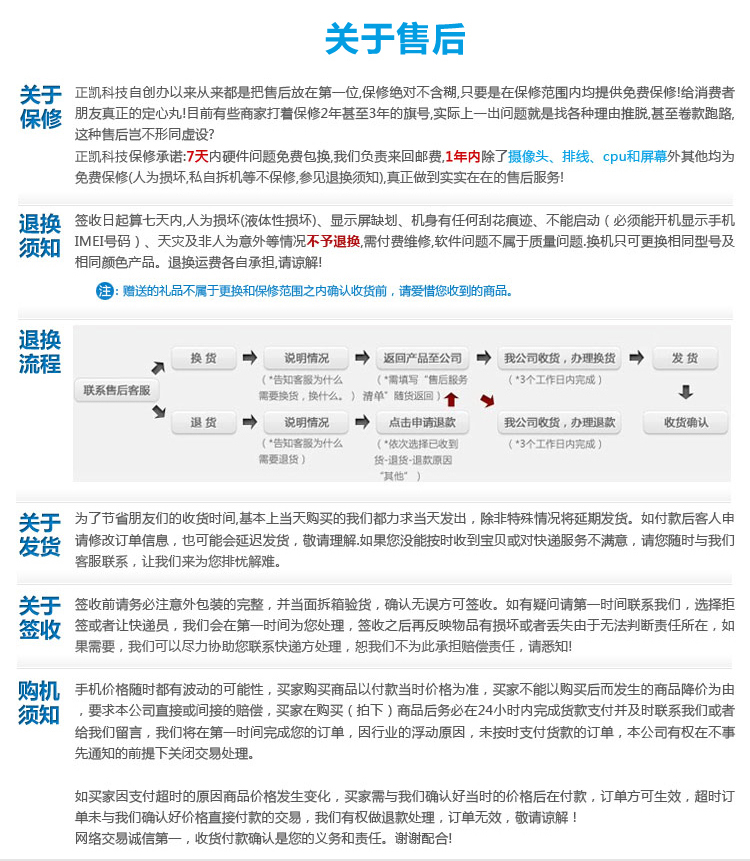 关于售后
关于
保修
正凯科技自创办以来从来都是把售后放在第一位,保修绝对不含糊,只要是在保修范围内均提供免费保修!给消费者
朋友真正的定心丸!目前有些商家打着保修2年甚至3年的旗号,实际上一出问题就是找各种理由推脱,甚至卷款跑路,
这种售后岂不形同虚设?
正凯科技保修承诺:7天内硬件问题免费包换,我们负责来回邮费,1年内除了摄像头、排线、cpu和屏幕外其他均为
免费保修(人为损坏,私自拆机等不保修,参见退换须知),真正做到实实在在的售后服务!
退换
须知
签收日起算七天内,人为损坏(液体性损坏)、显示屏缺划、机身有任何刮花痕迹、不能启动（必须能开机显示手机
IMEI号码）、天灾及非人为意外等情况不予退换,需付费维修,软件问题不属于质量问题.换机只可更换相同型号及
相同颜色产品。退换运费各自承担,请谅解!
注: 赠送的礼品不属于更换和保修范围之内确认收货前，请爱惜您收到的商品。
退换
流程
联系售后客服
换 货
说明情况
（*告知客服为什么
需要换货，换什么。）
返回产品至公司
（*需填写“售后服务
清单”随货返回）
我公司收货，办理换货
（*3个工作日内完成）
发 货
收货确认
退 货
说明情况
（*告知客服为什么
需要退货）
点击申请退款
（*依次选择已收到
货-退货-退款原因
“其他”）
我公司收货，办理退款
（*3个工作日内完成）
关于
发货
为了节省朋友们的收货时间,基本上当天购买的我们都力求当天发出，除非特殊情况将延期发货。如付款后客人申
请修改订单信息，也可能会延迟发货，敬请理解.如果您没能按时收到宝贝或对快递服务不满意，请您随时与我们
客服联系，让我们来为您排忧解难。
关于
签收
签收前请务必注意外包装的完整，并当面拆箱验货，确认无误方可签收。如有疑问请第一时间联系我们，选择拒
签或者让快递员，我们会在第一时间为您处理，签收之后再反映物品有损坏或者丢失由于无法判断责任所在，如
果需要，我们可以尽力协助您联系快递方处理，恕我们不为此承担赔偿责任，请悉知!
购机
须知
手机价格随时都有波动的可能性，买家购买商品以付款当时价格为准，买家不能以购买后而发生的商品降价为由
，要求本公司直接或间接的赔偿，买家在购买（拍下）商品后务必在24小时内完成货款支付并及时联系我们或者
给我们留言，我们将在第一时间完成您的订单，因行业的浮动原因，未按时支付货款的订单，本公司有权在不事
先通知的前提下关闭交易处理。
如买家因支付超时的原因商品价格发生变化，买家需与我们确认好当时的价格后在付款，订单方可生效，超时订
单未与我们确认好价格直接付款的交易，我们有权做退款处理，订单无效，敬请谅解！
网络交易诚信第一，收货付款确认是您的义务和责任。谢谢配合!